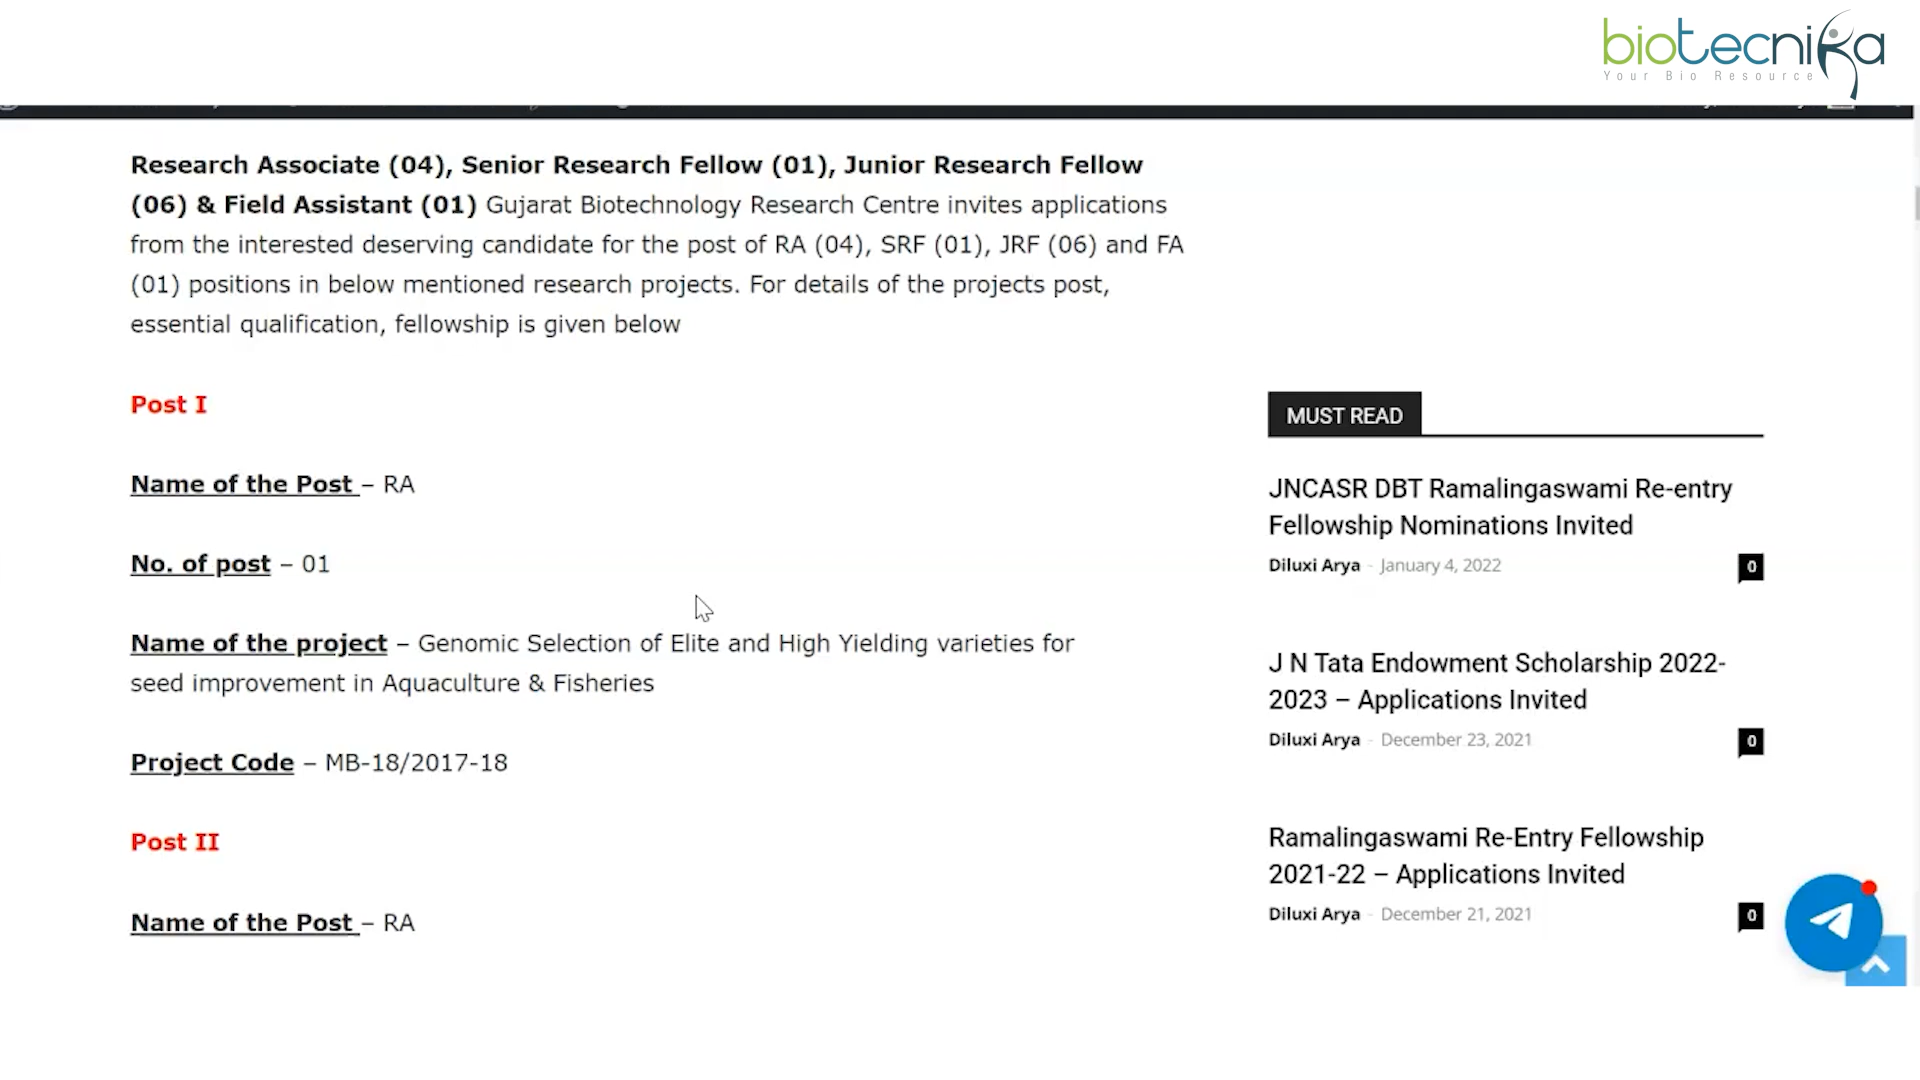 biotecnika
Your Bio Resource
Research Associate (04), Senior Research Fellow (01), Junior Research Fellow
(06) & Field Assistant (01) Gujarat Biotechnology Research Centre invites applications
from the interested deserving candidate for the post of RA (04), SRF (01), JRF (06) and FA
(01) positions in below mentioned research projects. For details of the projects post,
essential qualification, fellowship is given below
Post I
Name of the Post – RA
No. of post – 01
Name of the project – Genomic Selection of Elite and High Yielding varieties for
seed improvement in Aquaculture & Fisheries
Project Code – MB-18/2017-18
Post II
Name of the Post – RA
MUST READ
JNCASR DBT Ramalingaswami Re-entry
Fellowship Nominations Invited
Diluxi Arya - January 4, 2022
0
J N Tata Endowment Scholarship 2022-
2023 – Applications Invited
Diluxi Arya - December 23, 2021
0
Ramalingaswami Re-Entry Fellowship
2021-22 – Applications Invited
Diluxi Arya - December 21, 2021
0